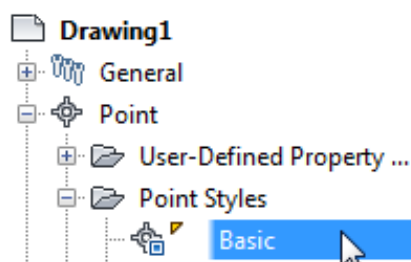 Drawing1
General
Point
User-Defined Property ...
Point Styles
Basic